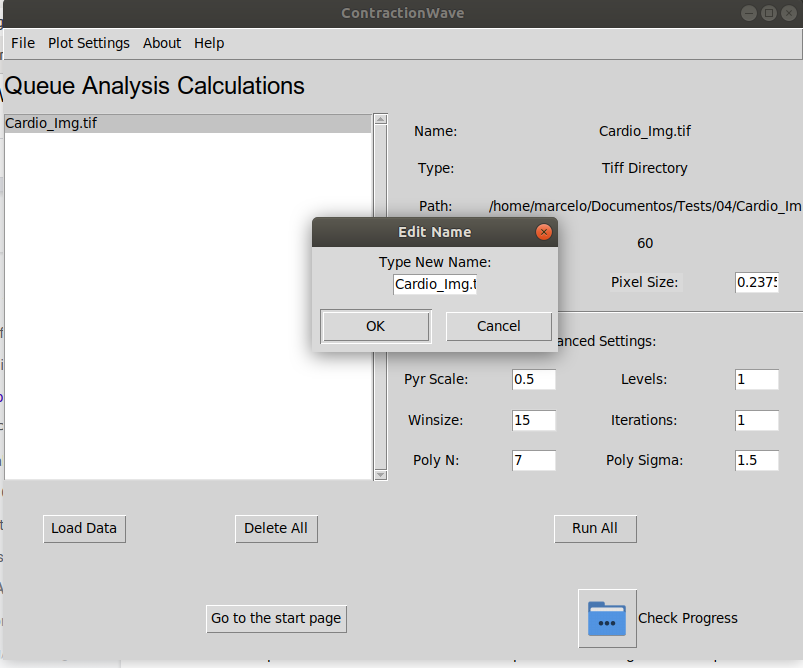 ContractionWave
File Plot Settings About Help
Queue Analysis Calculations
Cardio_Img.tif
Name: Cardio_Img.tif
Type: Tiff Directory
Path: /home/marcelo/Documentos/Tests/04/Cardio_Im
Edit Name
60
Type New Name:
Cardio_Img.t
Pixel Size: 0.2375
OK Cancel
anced Settings:
Pyr Scale: 0.5 Levels: 1
Winsize: 15 Iterations: 1
Poly N: 7 Poly Sigma: 1.5
Load Data Delete All Run All
Go to the start page Check Progress